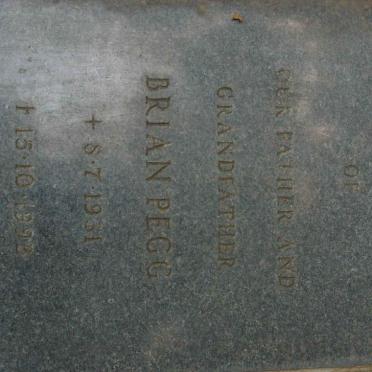 OF
OUR FATHER AND
GRANDFATHER
BRIAN PEGG
+ 8·7·1931
† 15·10·1992